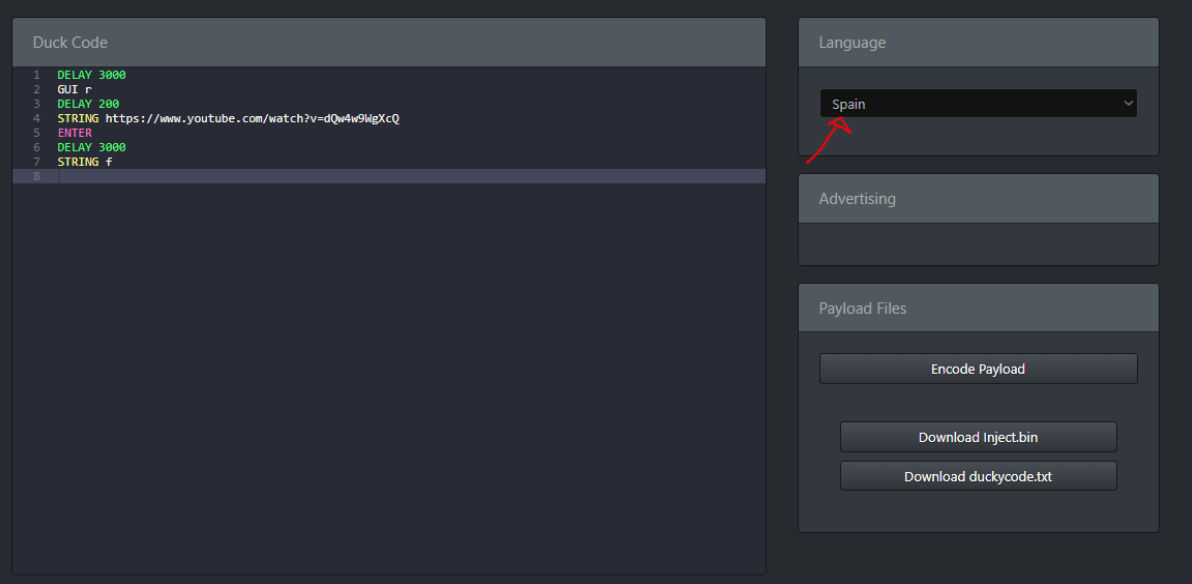 Duck Code
1 DELAY 3000
2 GUI r
3 DELAY 200
4 STRING https://www.youtube.com/watch?v=dQw4w9WgXcQ
5 ENTER
6 DELAY 3000
7 STRING f
8
Language
Spain
Advertising
Payload Files
Encode Payload
Download Inject.bin
Download duckycode.txt